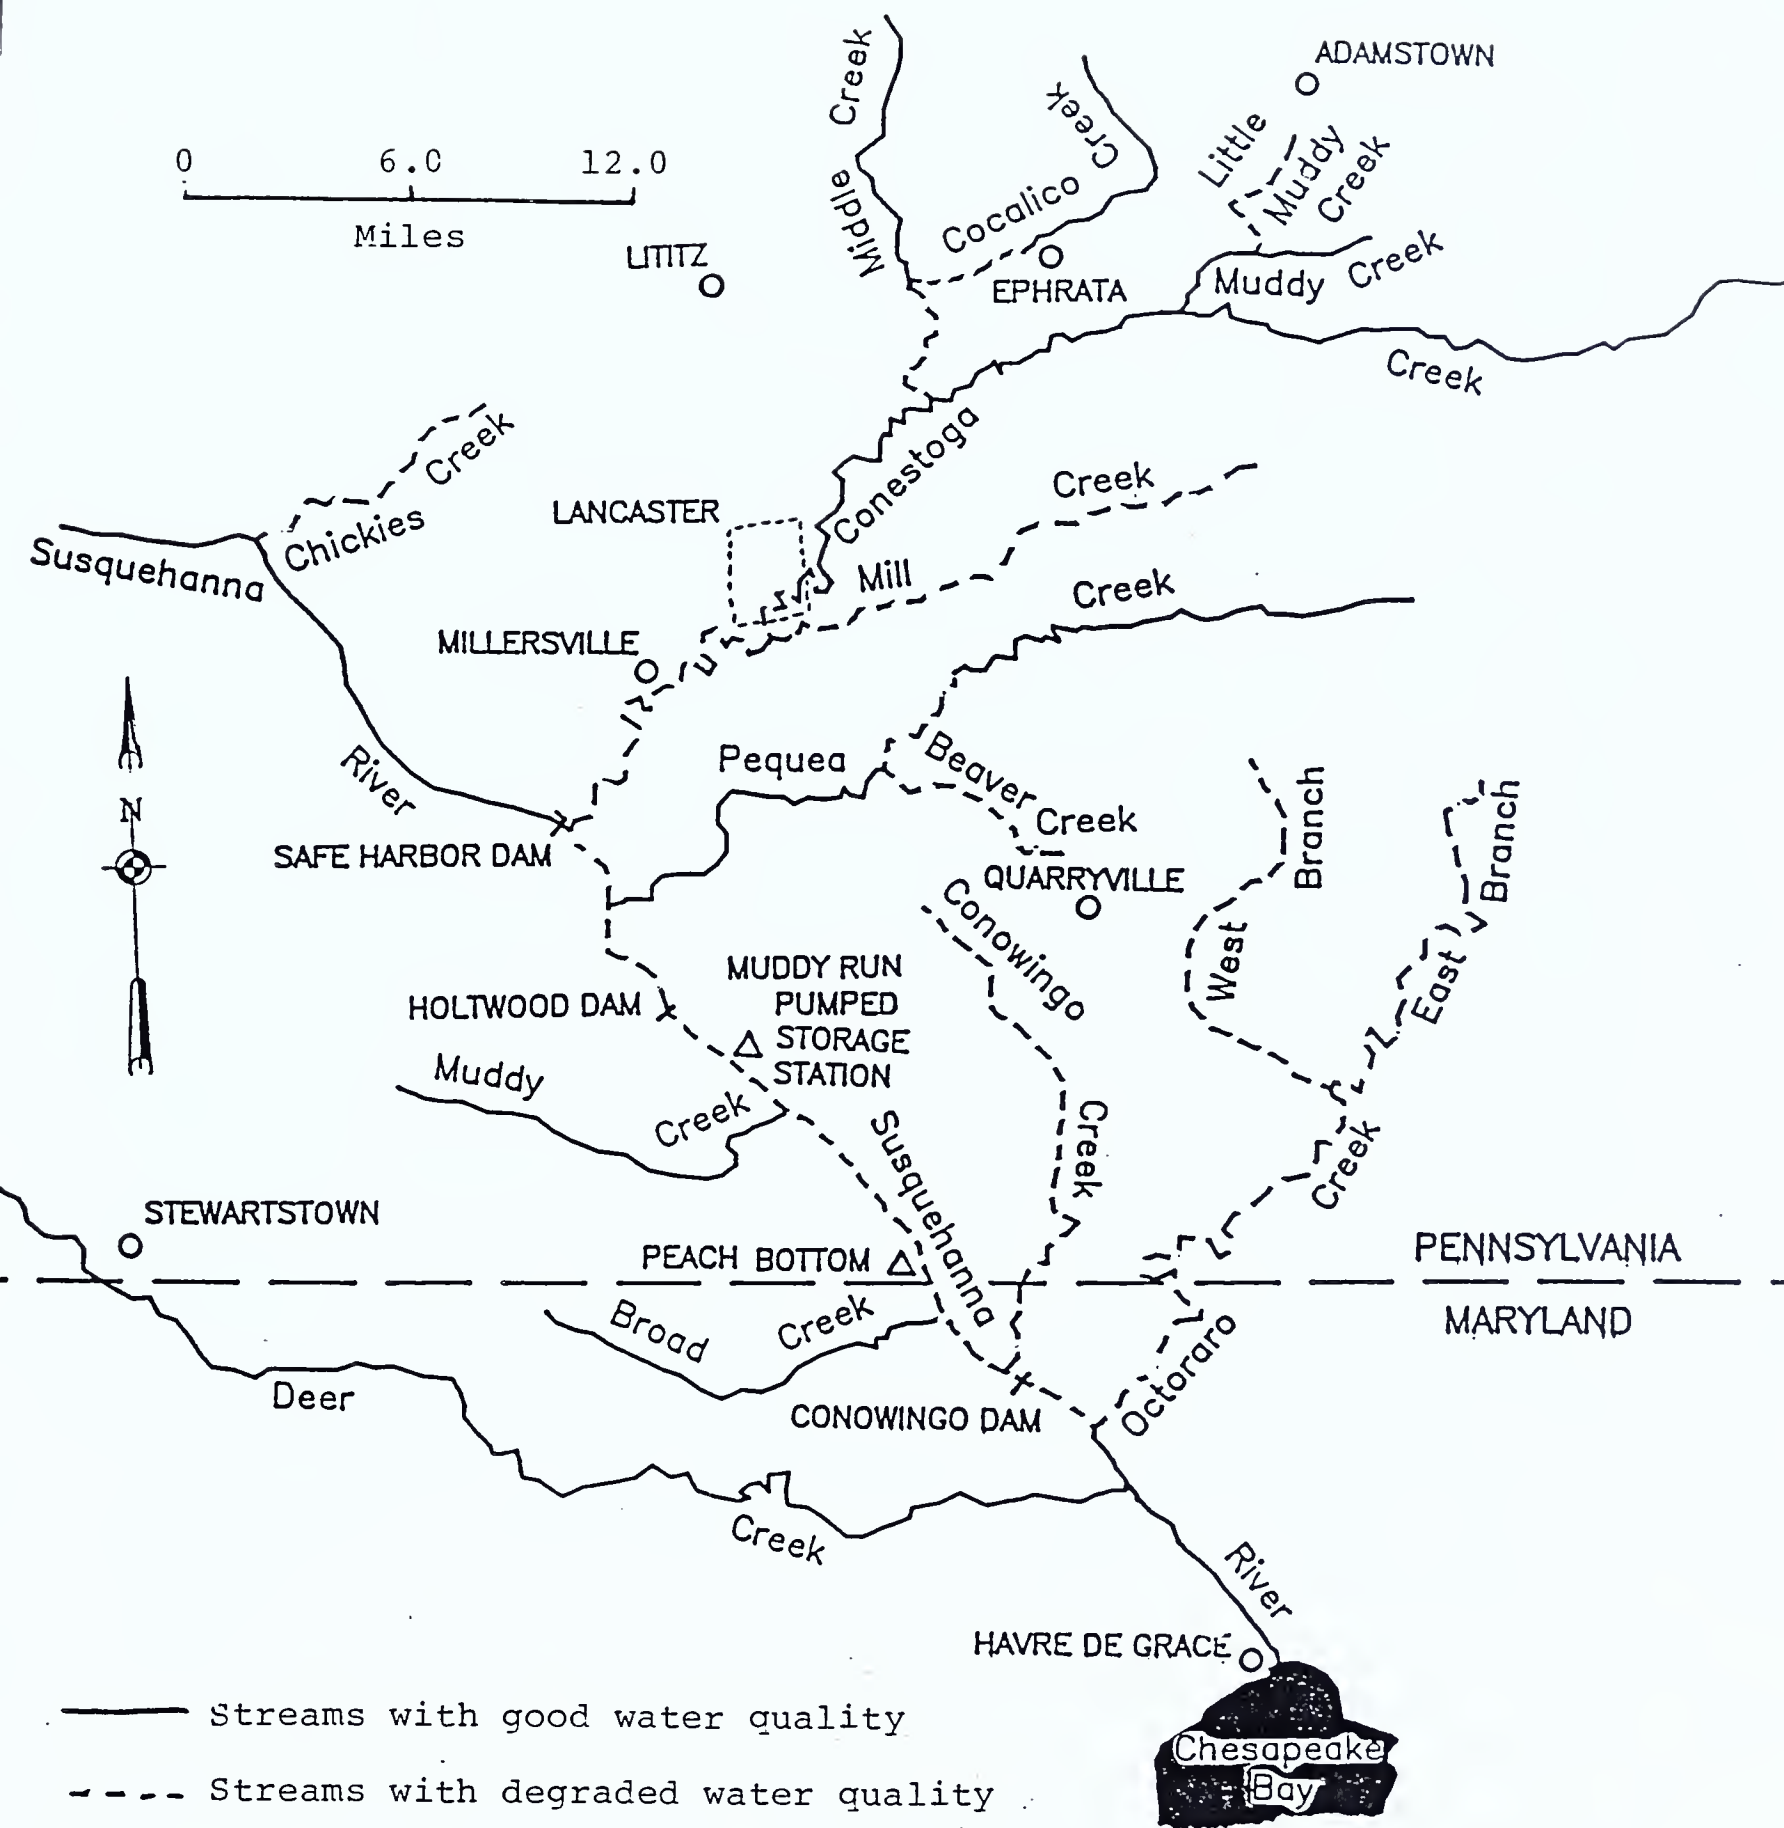 ADAMSTOWN
Middle Creek
Cocalico Creek
Little
Muddy
Creek
0 6.0 12.0
Miles
LITITZ
EPHRATA
Muddy Creek
Conestoga Creek
Chickies Creek
LANCASTER
Mill Creek
Susquehanna River
MILLERSVILLE
Pequea Creek
Beaver Creek
N
SAFE HARBOR DAM
QUARRYVILLE
West Branch
East Branch
Conowingo Creek
HOLTWOOD DAM
MUDDY RUN
PUMPED
STORAGE
STATION
Muddy Creek
Susquehanna River
Octoraro Creek
STEWARTSTOWN
PEACH BOTTOM
PENNSYLVANIA
MARYLAND
Broad Creek
Deer Creek
CONOWINGO DAM
HAVRE DE GRACE
Chesapeake
Bay
Streams with good water quality
Streams with degraded water quality